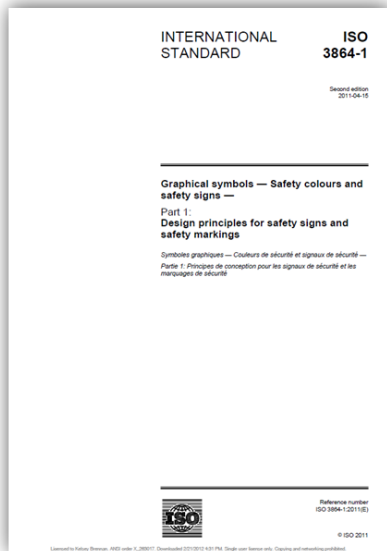 INTERNATIONAL
STANDARD
ISO
3864-1
Second edition
2011-04-15
Graphical symbols — Safety colours and
safety signs —
Part 1:
Design principles for safety signs and
safety markings
Symboles graphiques — Couleurs de sécurité et signaux de sécurité —
Partie 1: Principes de conception pour les signaux de sécurité et les
marquages de sécurité
ISO
Reference number
ISO 3864-1:2011(E)
© ISO 2011